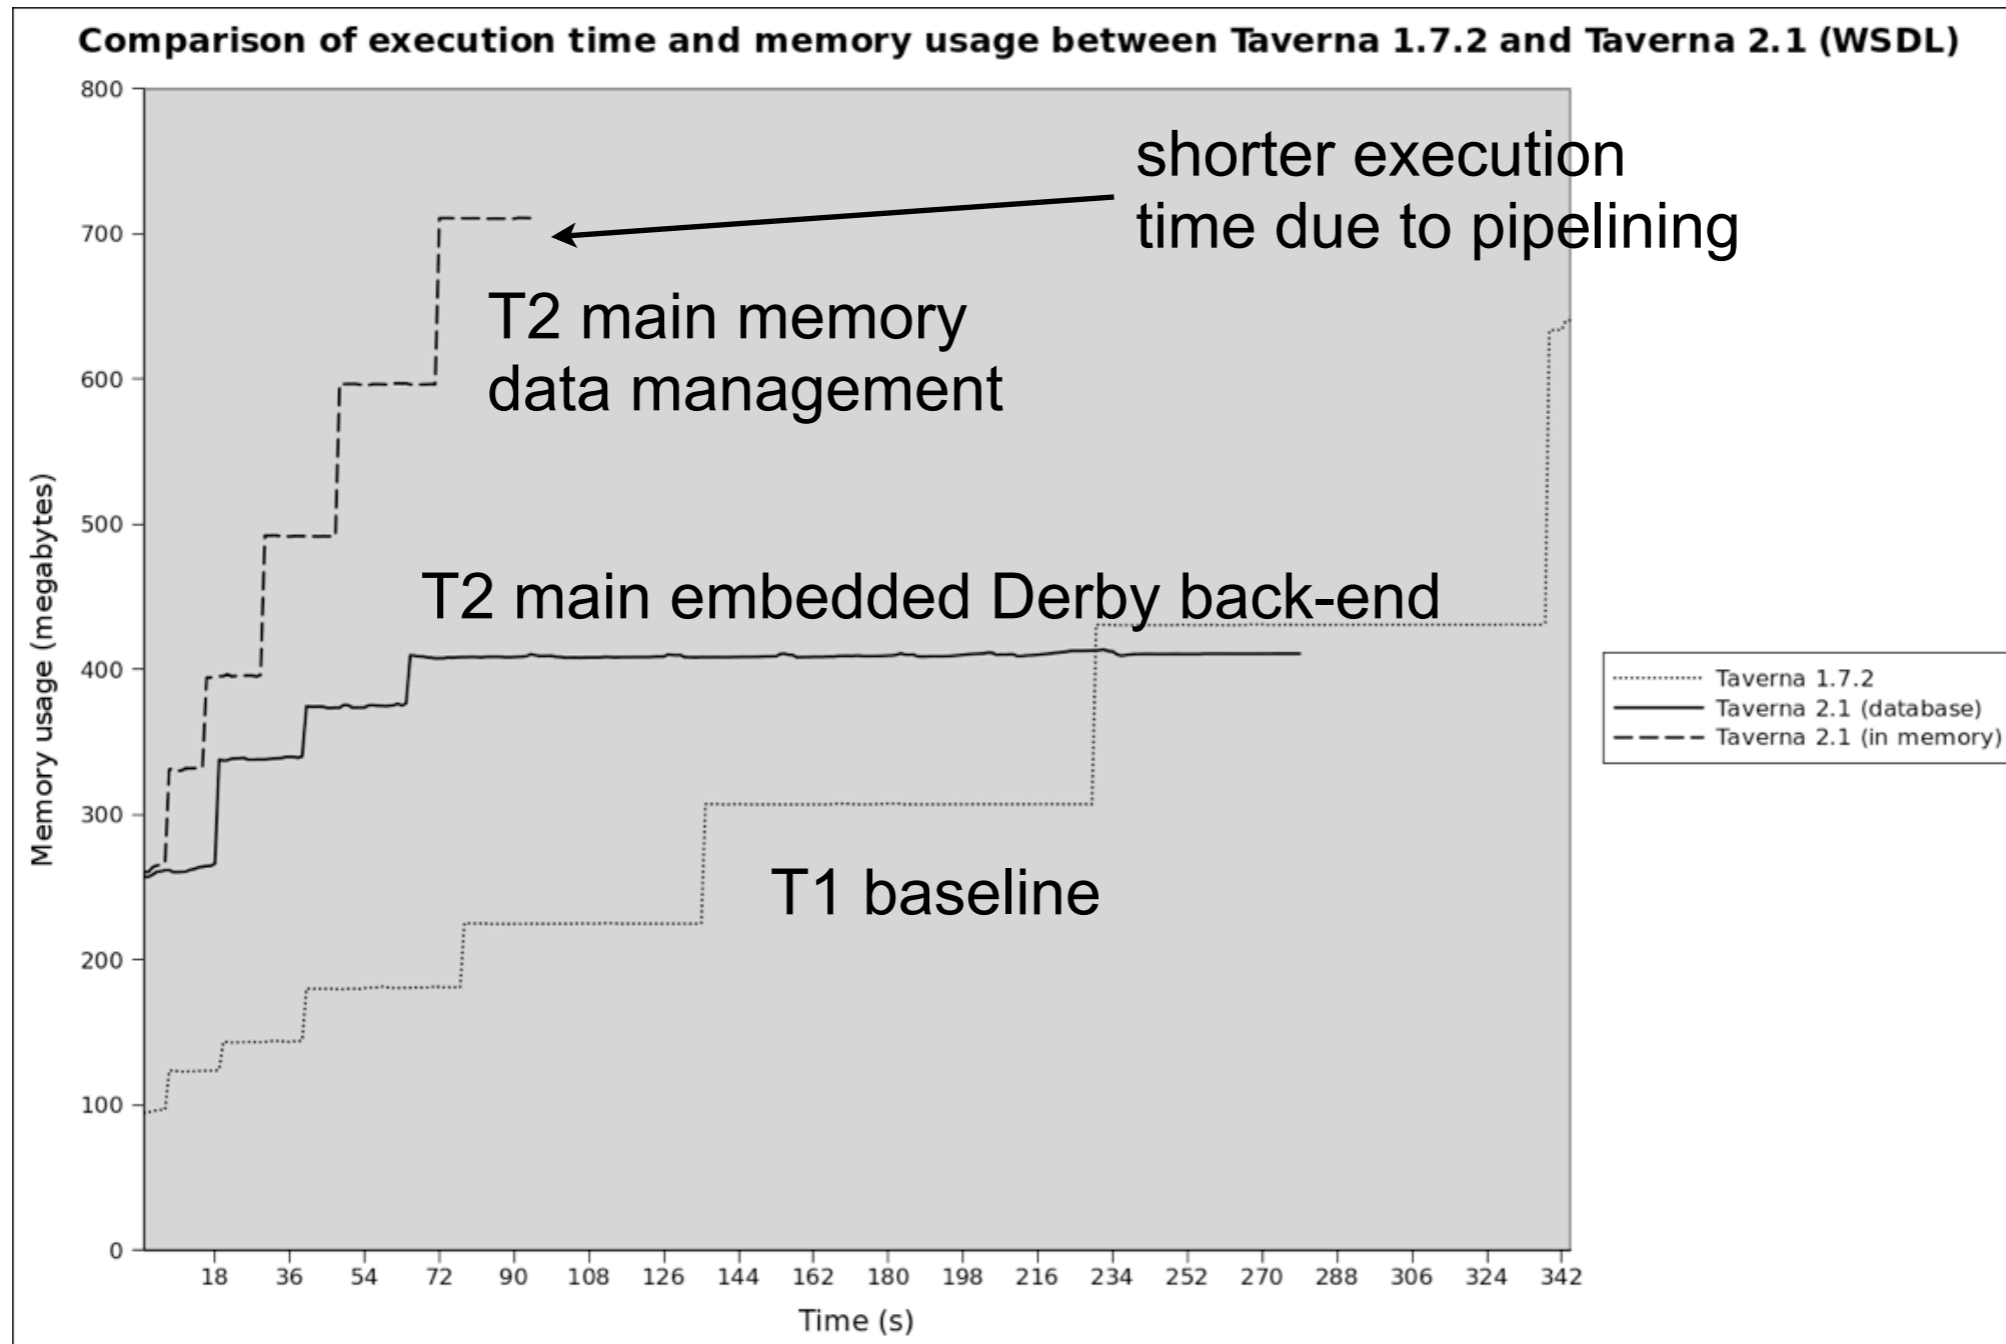 Comparison of execution time and memory usage between Taverna 1.7.2 and Taverna 2.1 (WSDL)
800
700
600
500
400
300
200
100
0
Memory usage (megabytes)
shorter execution
time due to pipelining
T2 main memory
data management
T2 main embedded Derby back-end
T1 baseline
Taverna 1.7.2
Taverna 2.1 (database)
Taverna 2.1 (in memory)
18 36 54 72 90 108 126 144 162 180 198 216 234 252 270 288 306 324 342
Time (s)